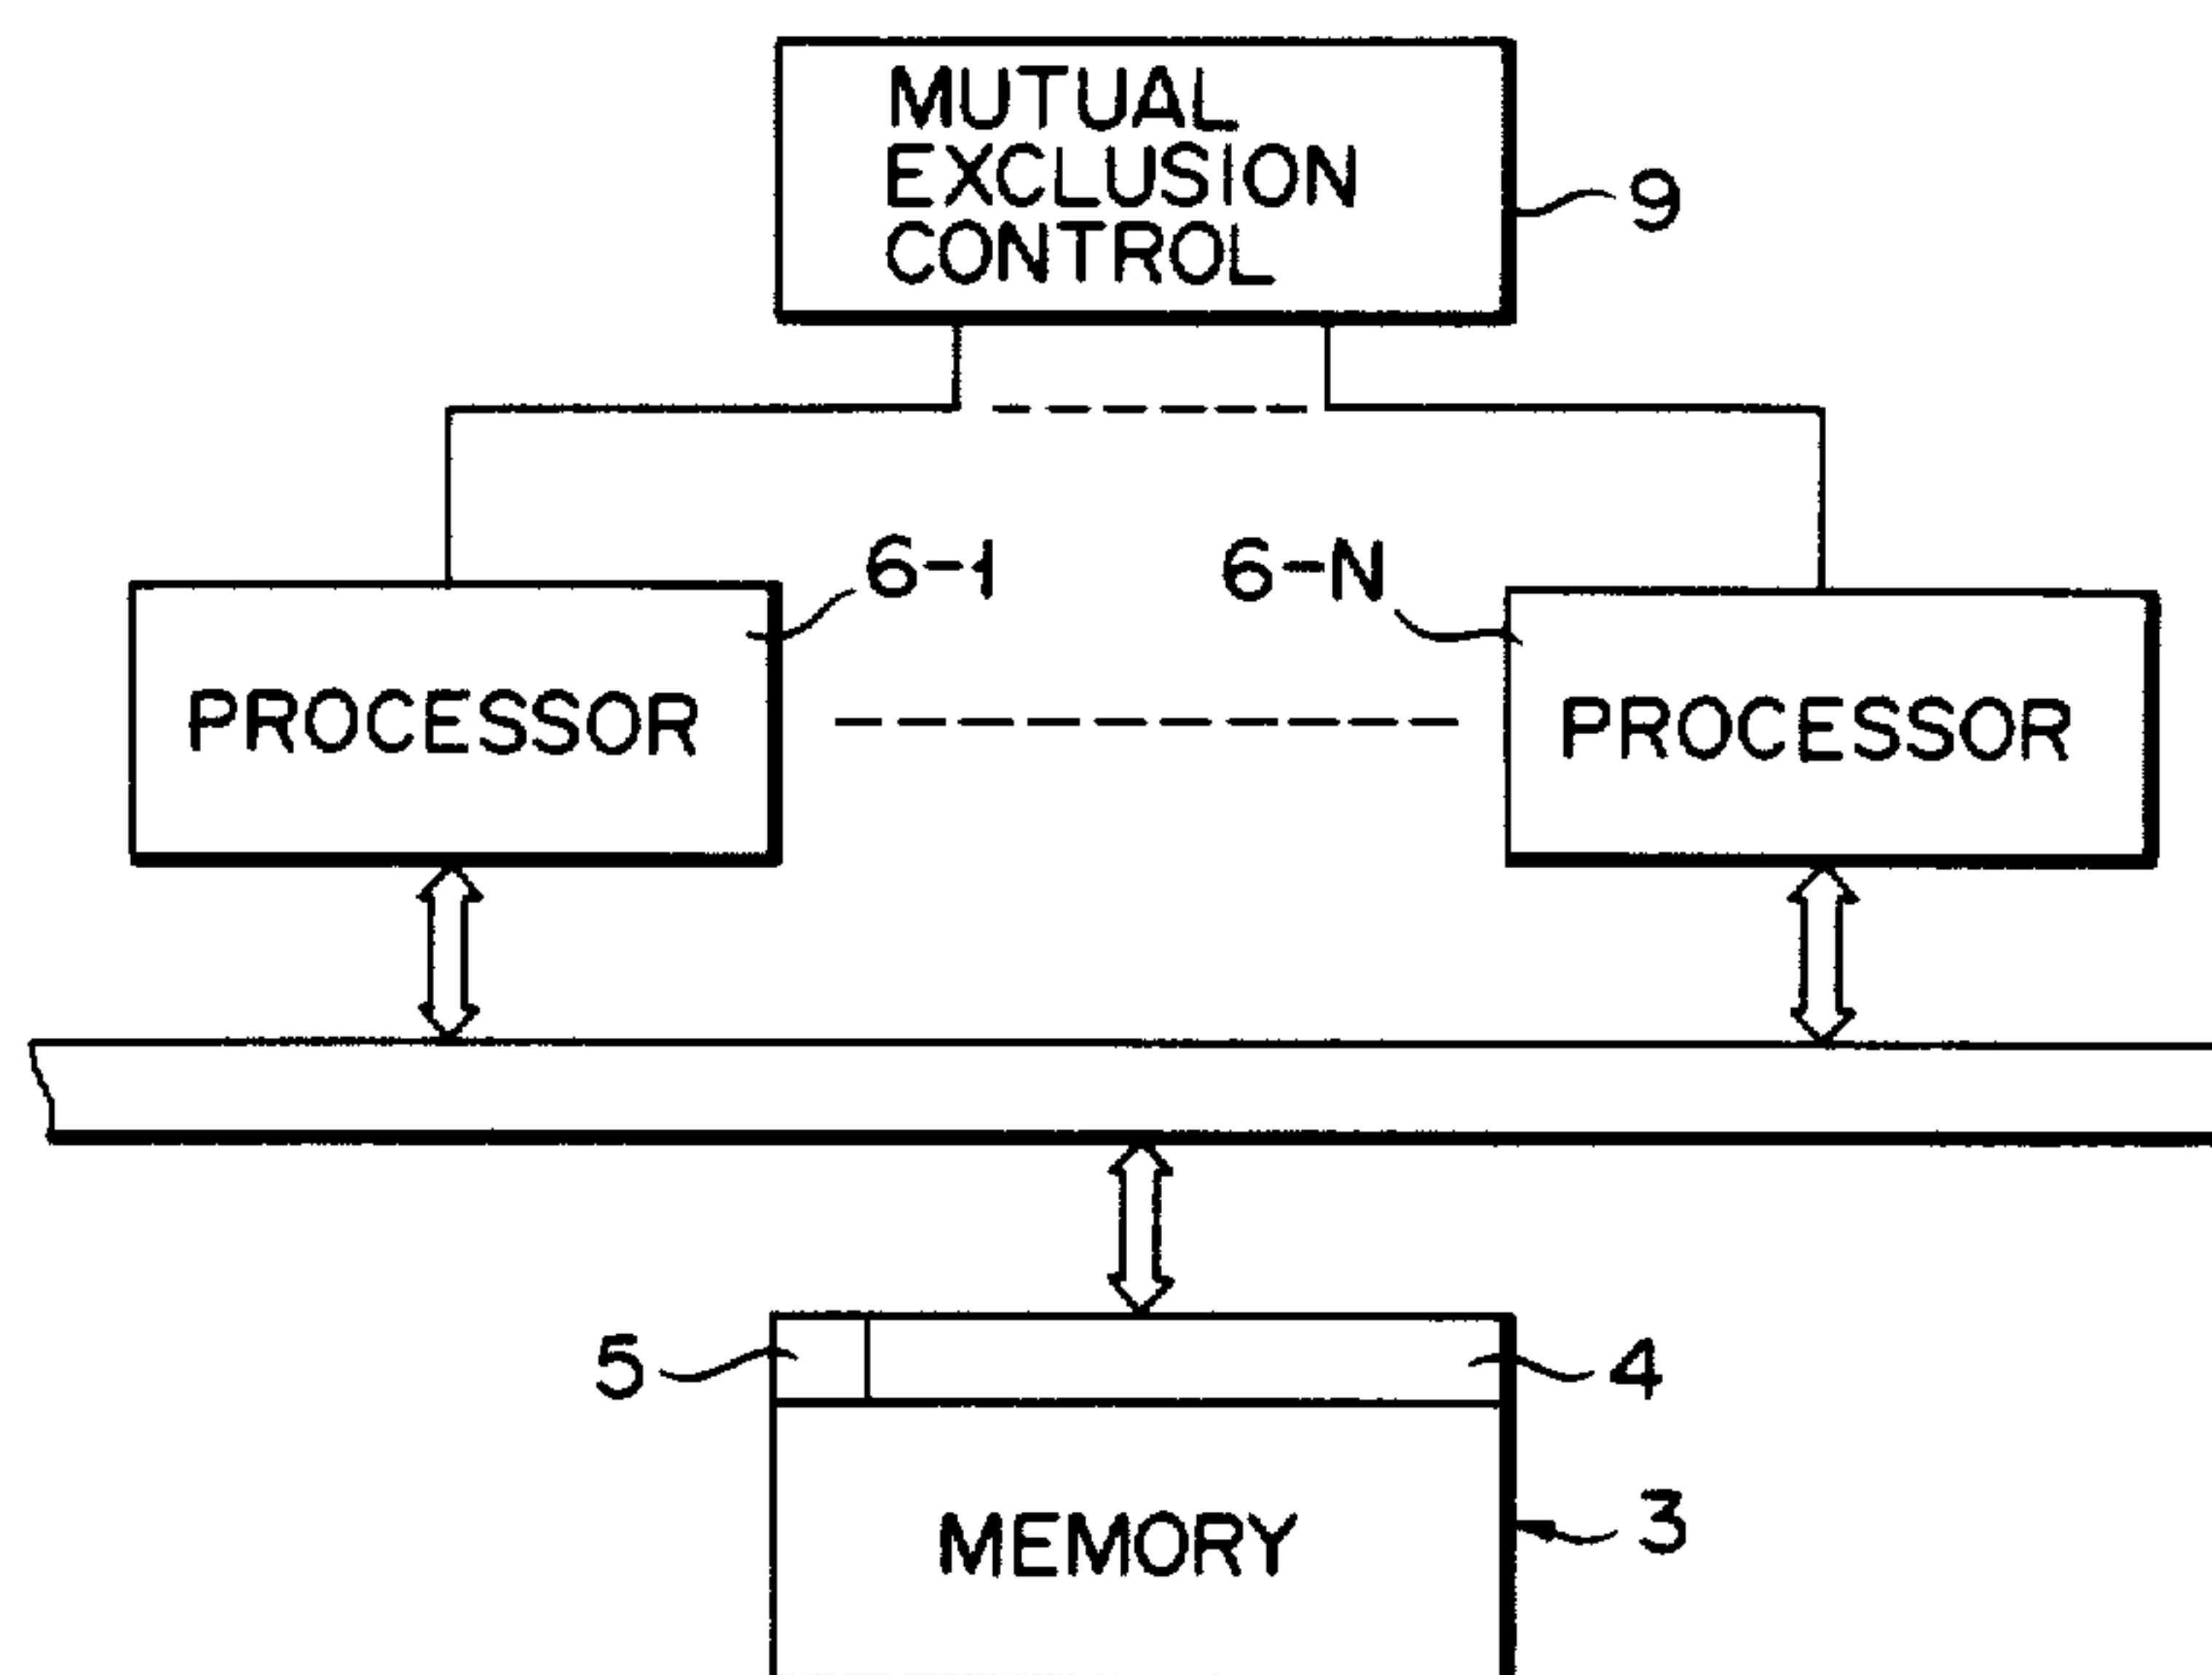 MUTUAL
EXCLUSION
CONTROL
9
6-1
6-N
PROCESSOR
PROCESSOR
5
4
MEMORY
3